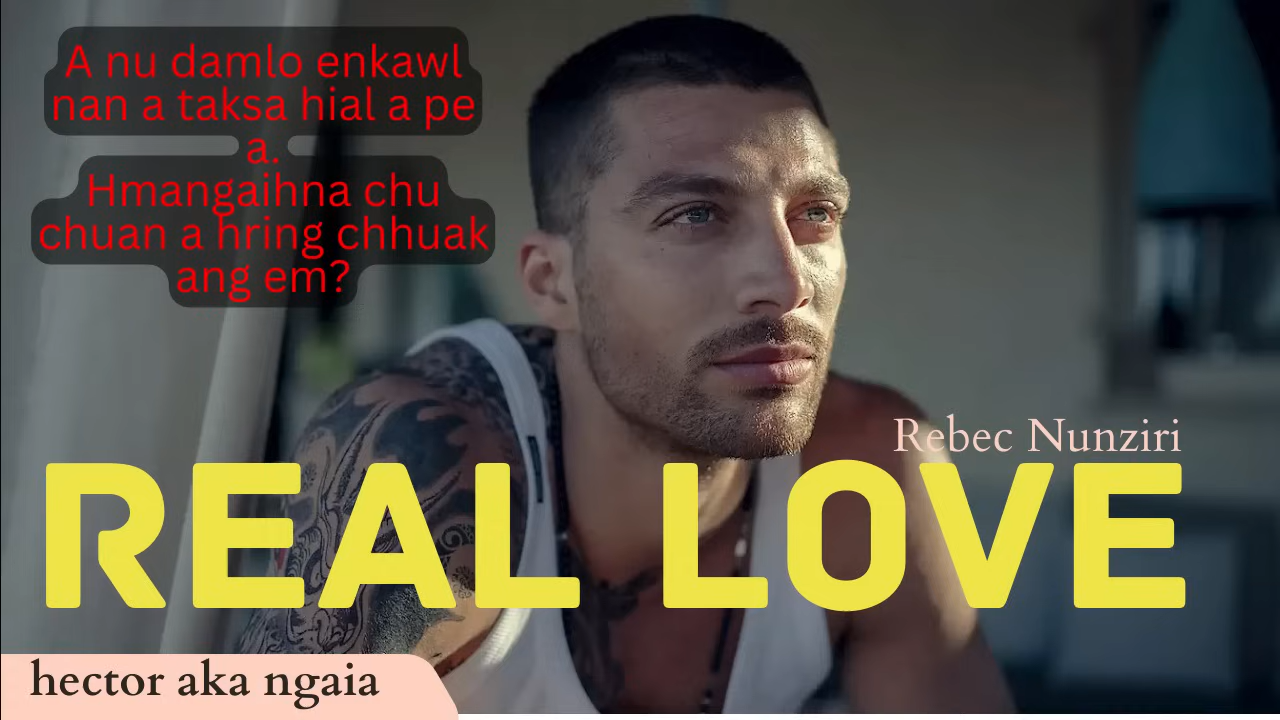 A nu damlo enkawl
nan a taksa hial a pe
a.
Hmangaihna chu
chuan a hring chhuak
ang em?
Rebec Nunziri
REAL LOVE
hector aka ngaia